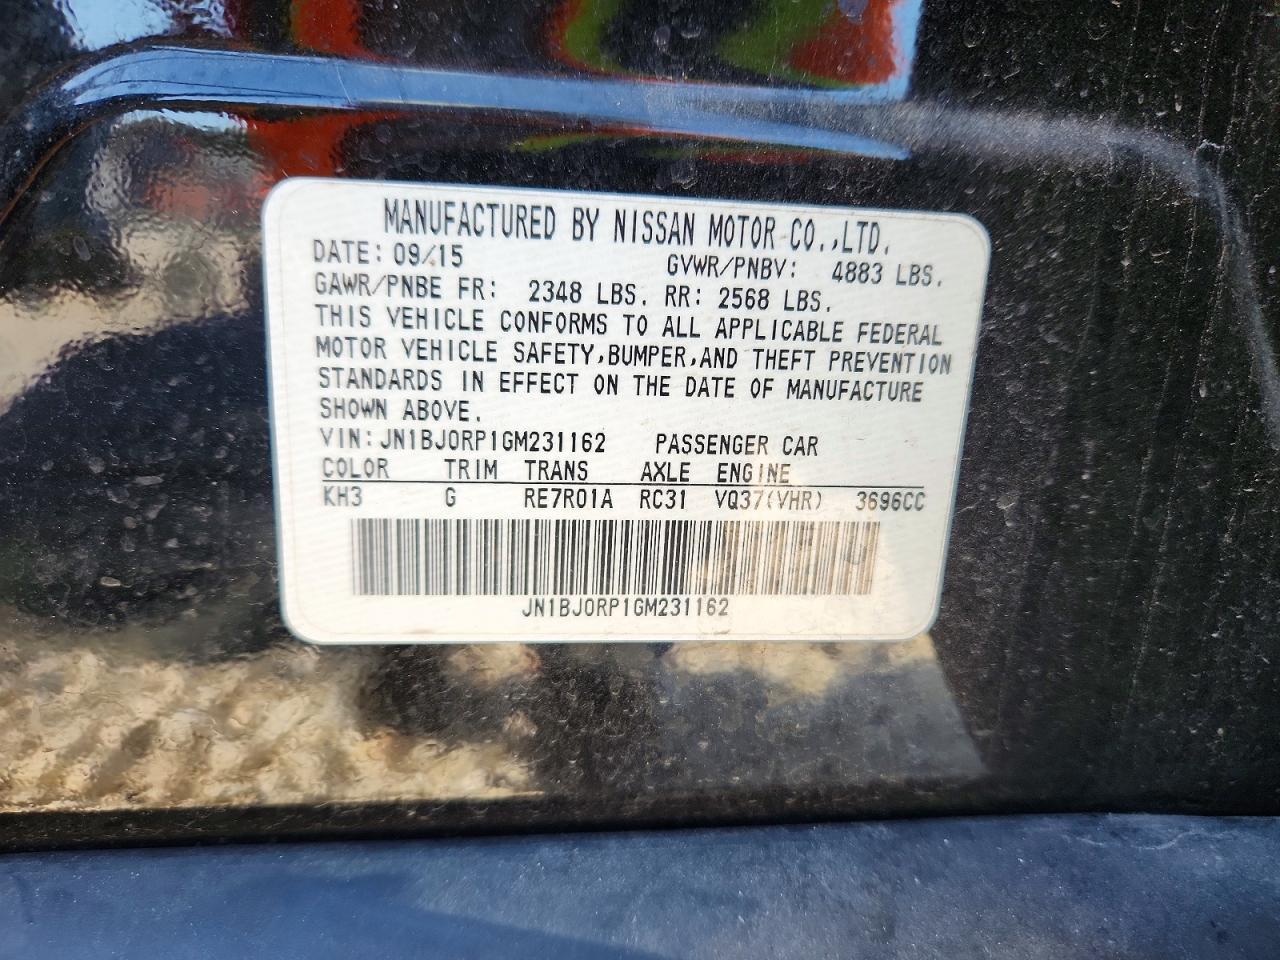 MANUFACTURED BY NISSAN MOTOR CO.,LTD.
DATE: 09/15 GVWR/PNBV: 4883 LBS.
GAWR/PNBE FR: 2348 LBS. RR: 2568 LBS.
THIS VEHICLE CONFORMS TO ALL APPLICABLE FEDERAL
MOTOR VEHICLE SAFETY,BUMPER,AND THEFT PREVENTION
STANDARDS IN EFFECT ON THE DATE OF MANUFACTURE
SHOWN ABOVE.
VIN: JN1BJ0RP1GM231162 PASSENGER CAR
COLOR TRIM TRANS AXLE ENGINE
KH3 G RE7R01A RC31 VQ37(VHR) 3696CC
JN1BJ0RP1GM231162